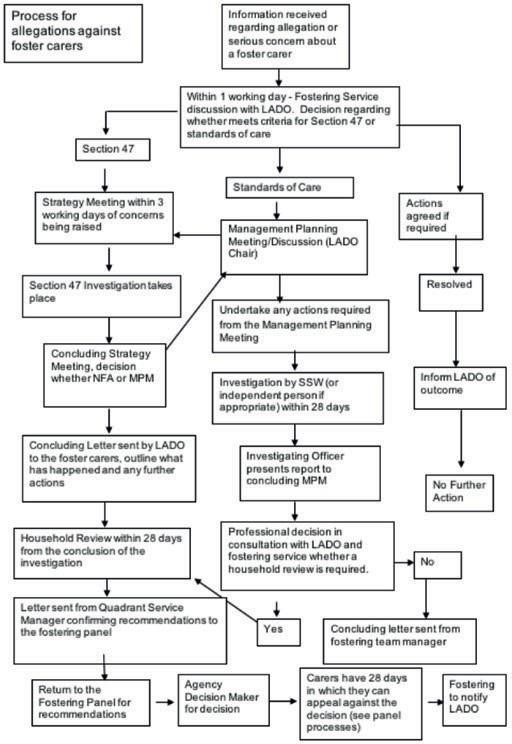 Process for
allegations against
foster carers
Information received
regarding allegation or
serious concern about
a foster carer
Within 1 working day - Fostering Service
discussion with LADO.  Decision regarding
whether meets criteria for Section 47 or
standards of care
Section 47
Standards of Care
Strategy Meeting within 3
working days of concerns
being raised
Management Planning
Meeting/Discussion (LADO
Chair)
Actions
agreed if
required
Section 47 Investigation takes
place
Undertake any actions required
from the Management Planning
Meeting
Resolved
Concluding Strategy
Meeting, decision
whether NFA or MPM
Investigation by SSW (or
independent person if
appropriate) within 28 days
Inform LADO of
outcome
Concluding Letter sent by LADO
to the foster carers, outline what
has happened and any further
actions
Investigating Officer
presents report to
concluding MPM
No Further
Action
Household Review within 28 days
from the conclusion of the
investigation
Professional decision in
consultation with LADO and
fostering service whether a
household review is required.
No
Letter sent from Quadrant Service
Manager confirming recommendations to
the fostering panel
Yes
Concluding letter sent from
fostering team manager
Return to the
Fostering Panel for
recommendations
Agency
Decision Maker
for decision
Carers have 28 days
in which they can
appeal against the
decision (see panel
processes)
Fostering
to notify
LADO